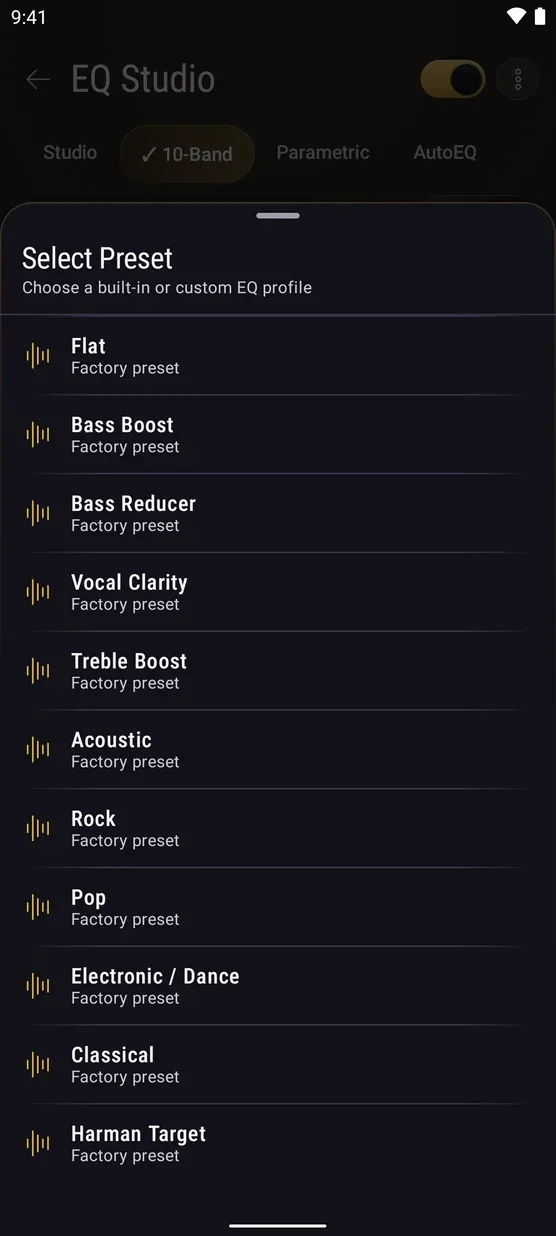 9:41
EQ Studio
Studio
✓ 10-Band
Parametric
AutoEQ
Select Preset
Choose a built-in or custom EQ profile
Flat
Factory preset
Bass Boost
Factory preset
Bass Reducer
Factory preset
Vocal Clarity
Factory preset
Treble Boost
Factory preset
Acoustic
Factory preset
Rock
Factory preset
Pop
Factory preset
Electronic / Dance
Factory preset
Classical
Factory preset
Harman Target
Factory preset